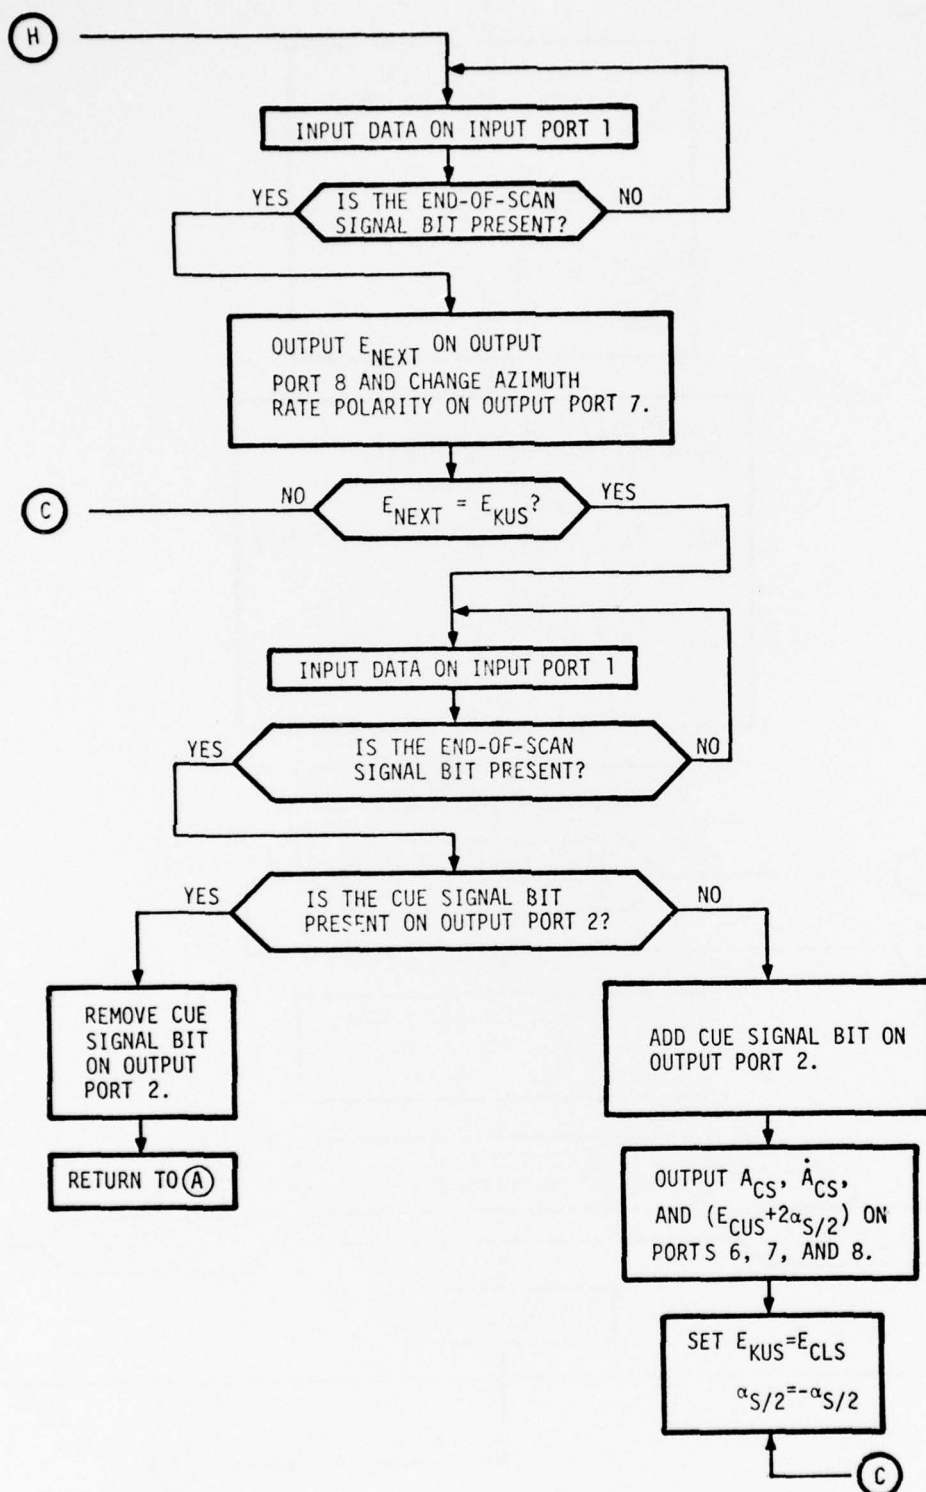 H
INPUT DATA ON INPUT PORT 1
YES
IS THE END-OF-SCAN
SIGNAL BIT PRESENT?
NO
OUTPUT E_NEXT ON OUTPUT
PORT 8 AND CHANGE AZIMUTH
RATE POLARITY ON OUTPUT PORT 7.
C
NO
E_NEXT = E_KUS?
YES
INPUT DATA ON INPUT PORT 1
YES
IS THE END-OF-SCAN
SIGNAL BIT PRESENT?
NO
YES
IS THE CUE SIGNAL BIT
PRESENT ON OUTPUT PORT 2?
NO
REMOVE CUE
SIGNAL BIT
ON OUTPUT
PORT 2.
RETURN TO A
ADD CUE SIGNAL BIT ON
OUTPUT PORT 2.
OUTPUT A_CS, Ȧ_CS,
AND (E_CUS+2α_S/2) ON
PORTS 6, 7, AND 8.
SET E_KUS=E_CLS
α_S/2=-α_S/2
C